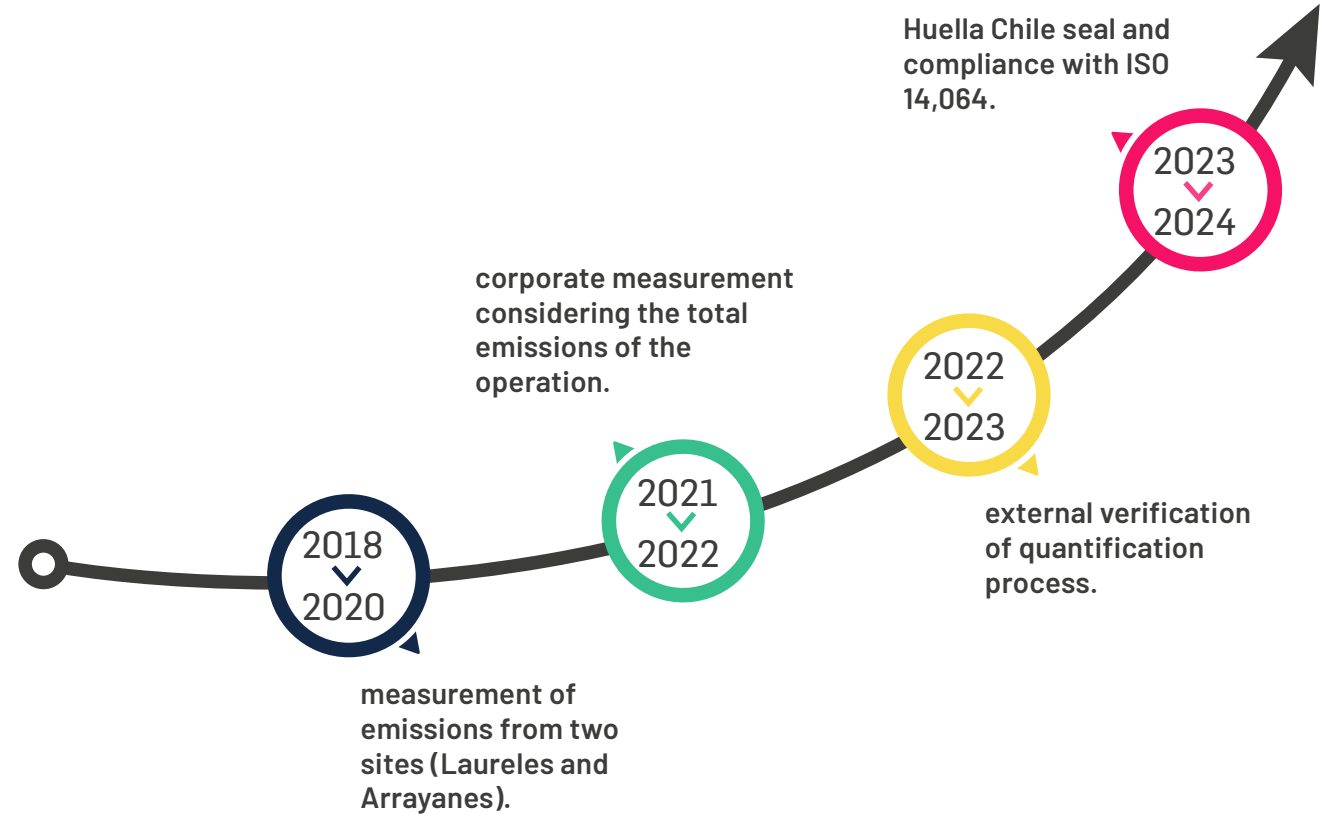 2018
2020
measurement of
emissions from two
sites (Laureles and
Arrayanes).
2021
2022
corporate measurement
considering the total
emissions of the
operation.
2022
2023
external verification
of quantification
process.
2023
2024
Huella Chile seal and
compliance with ISO
14,064.